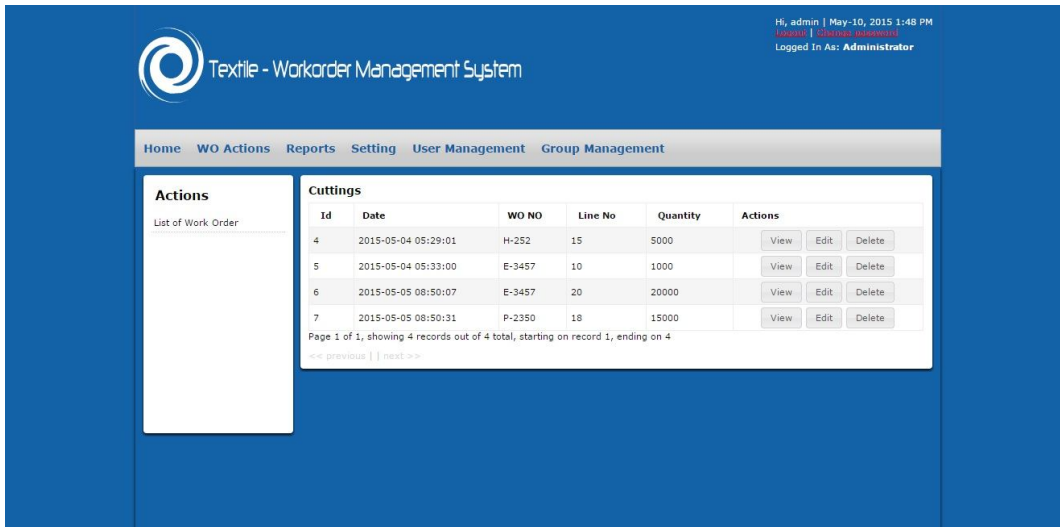 Hi, admin | May-10, 2015 1:48 PM
Logout | Change password
Logged In As: Administrator
Textile - Workorder Management System
Home WO Actions Reports Setting User Management Group Management
Actions
List of Work Order
Cuttings
Id Date WO NO Line No Quantity Actions
4 2015-05-04 05:29:01 H-252 15 5000 View Edit Delete
5 2015-05-04 05:33:00 E-3457 10 1000 View Edit Delete
6 2015-05-05 08:50:07 E-3457 20 20000 View Edit Delete
7 2015-05-05 08:50:31 P-2350 18 15000 View Edit Delete
Page 1 of 1, showing 4 records out of 4 total, starting on record 1, ending on 4
<< previous | | next >>